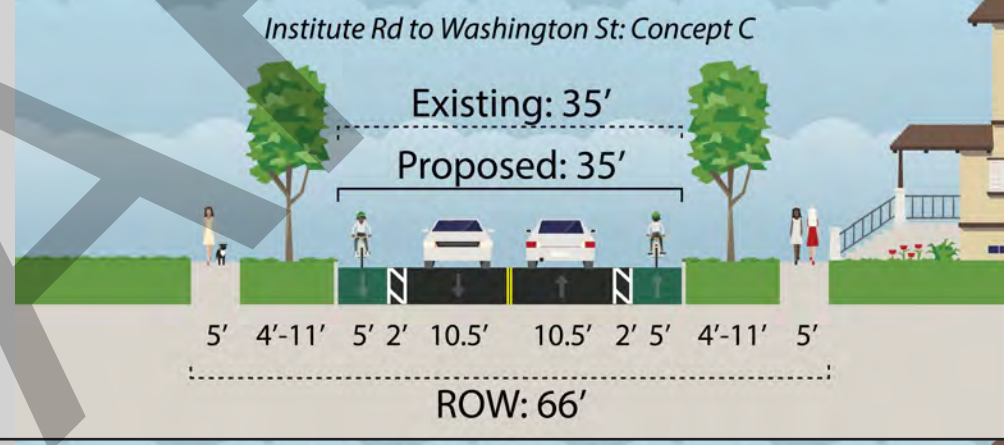 Institute Rd to Washington St: Concept C
Existing: 35’
Proposed: 35’
5’ 4’-11’ 5’ 2’ 10.5’ 10.5’ 2’ 5’ 4’-11’ 5’
ROW: 66’